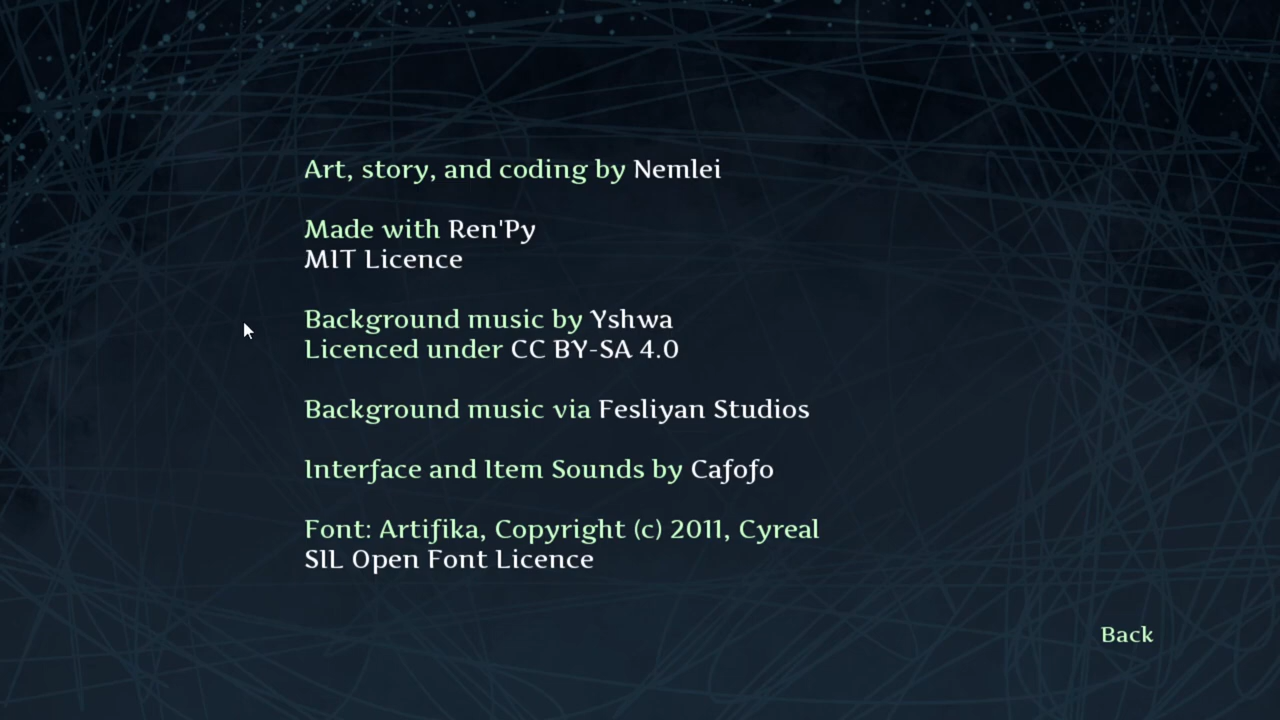 Art, story, and coding by Nemlei
Made with Ren'Py
MIT Licence
Background music by Yshwa
Licenced under CC BY-SA 4.0
Background music via Fesliyan Studios
Interface and Item Sounds by Cafofo
Font: Artifika, Copyright (c) 2011, Cyreal
SIL Open Font Licence
Back